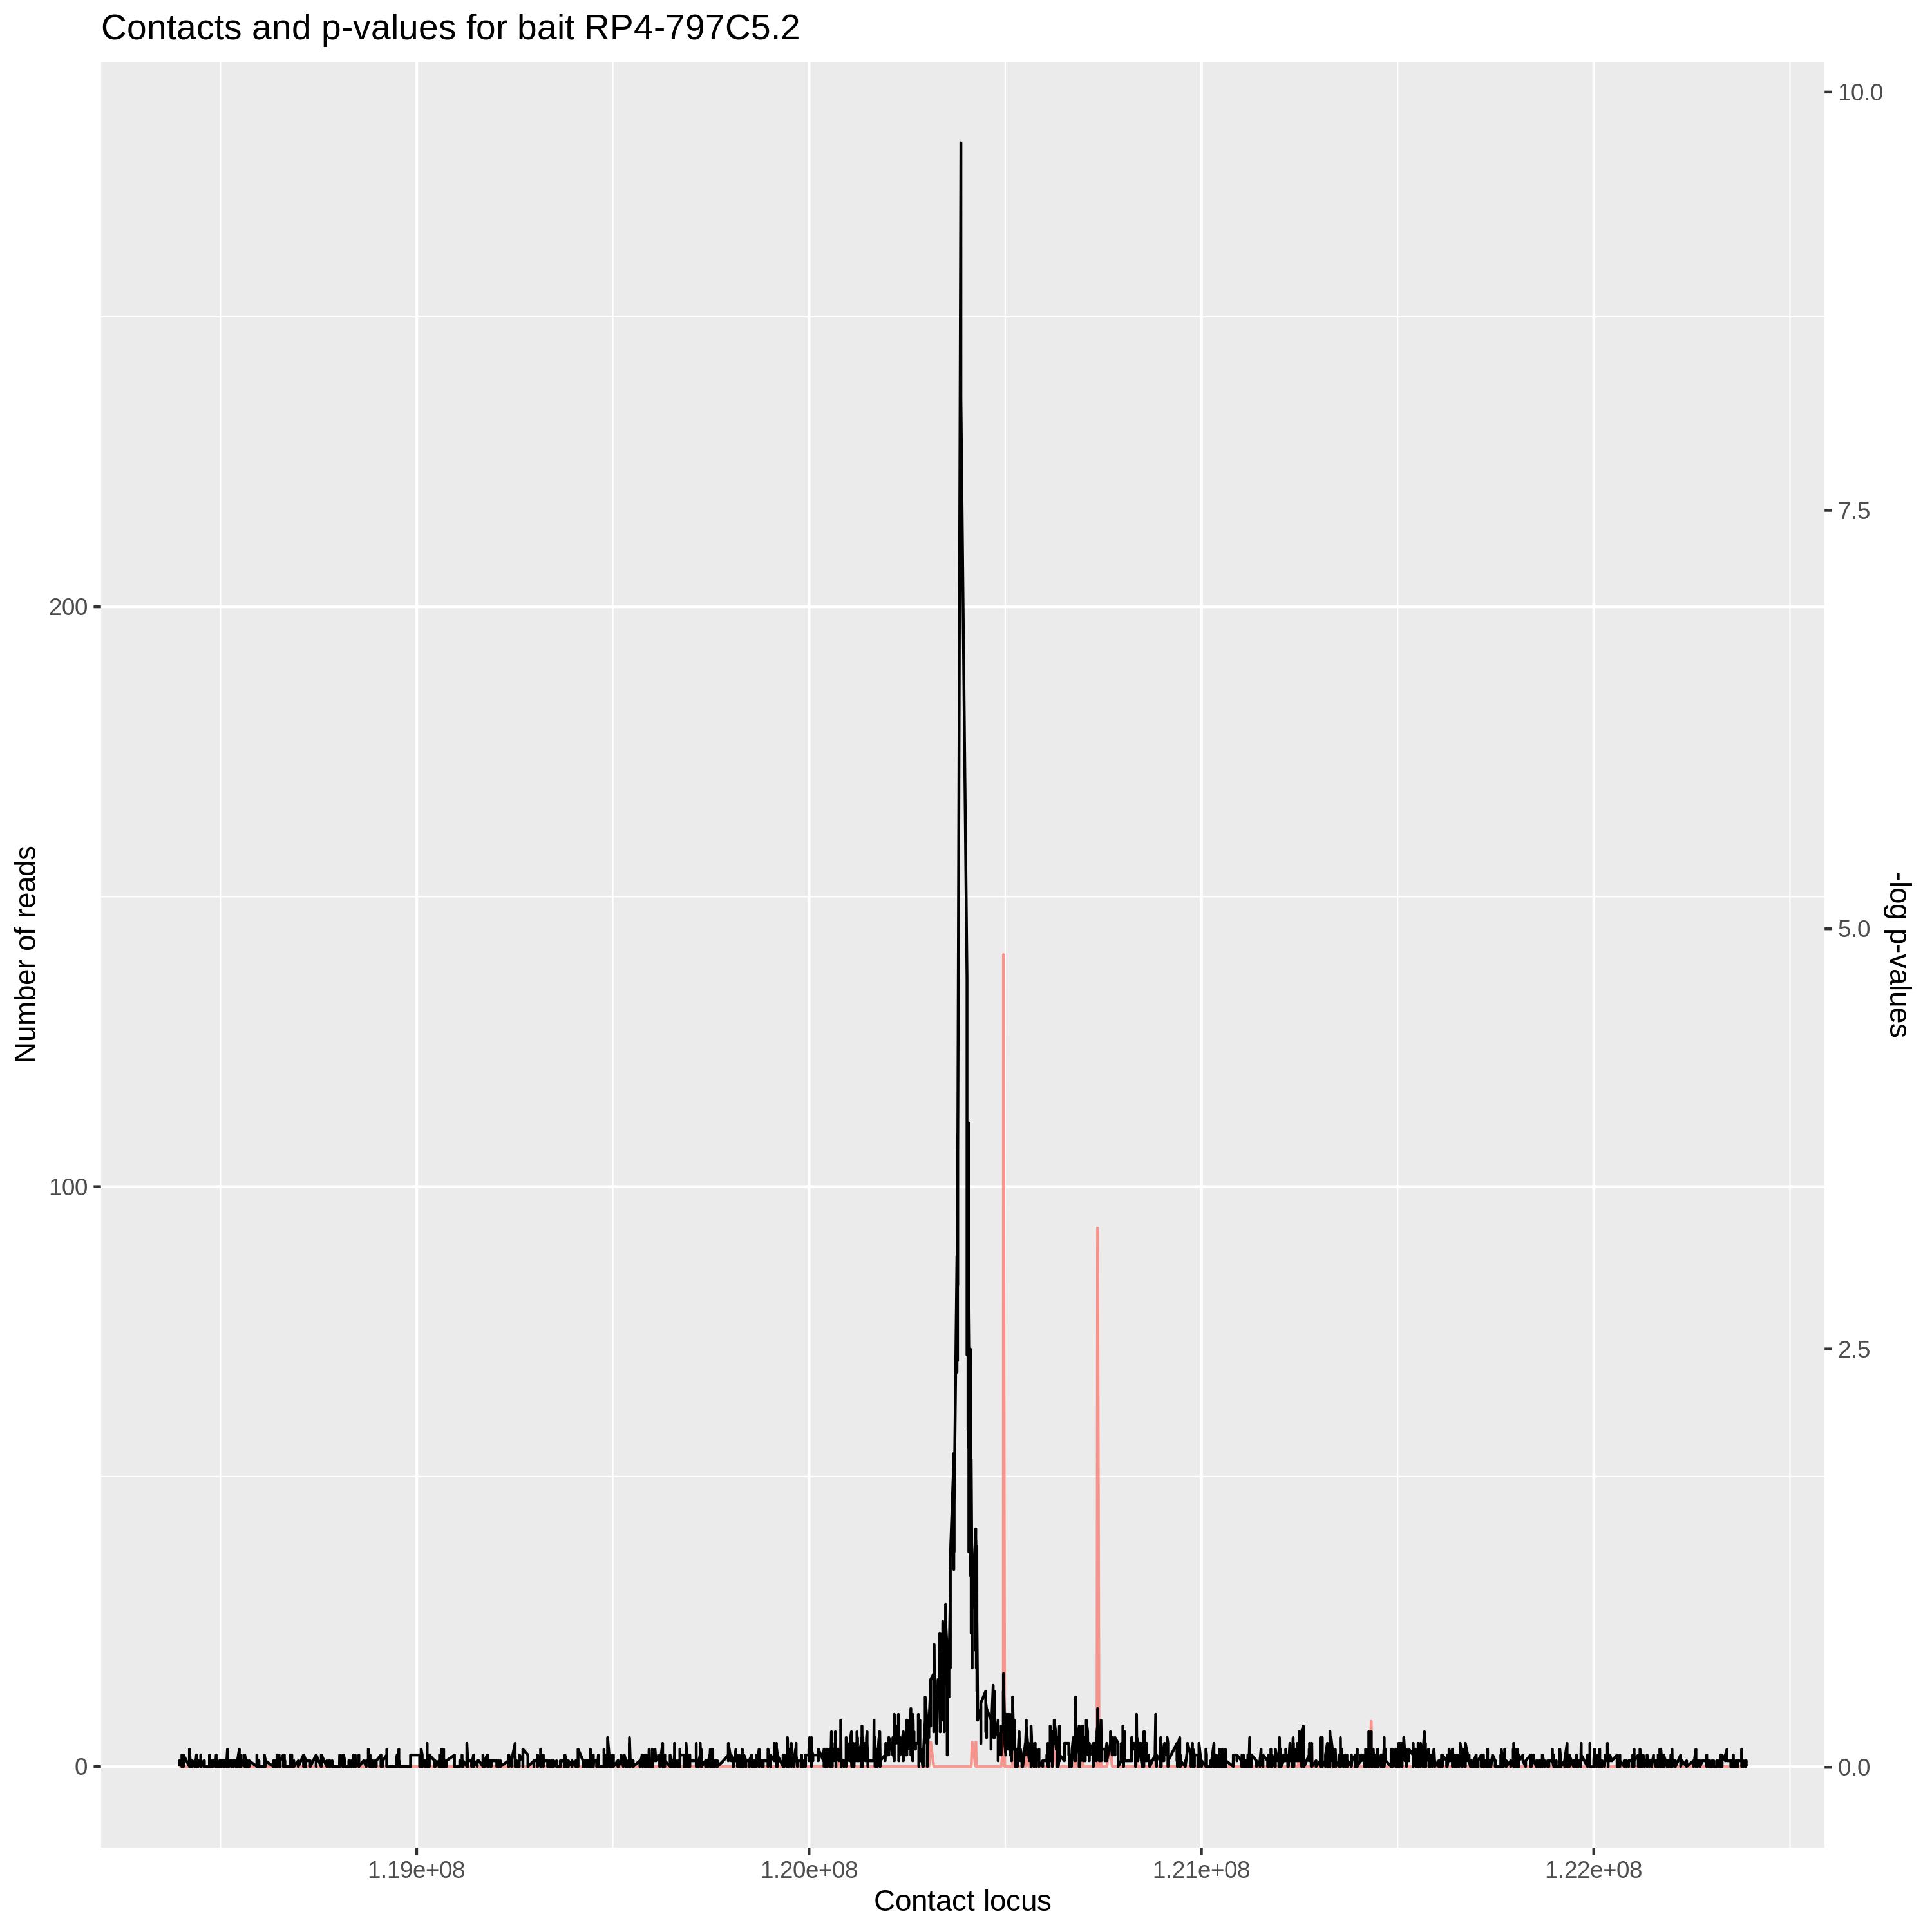 Contacts and p-values for bait RP4-797C5.2
10.0
7.5
200
5.0
Number of reads
-log p-values
100
2.5
0
0.0
1.19e+08
1.20e+08
1.21e+08
1.22e+08
Contact locus